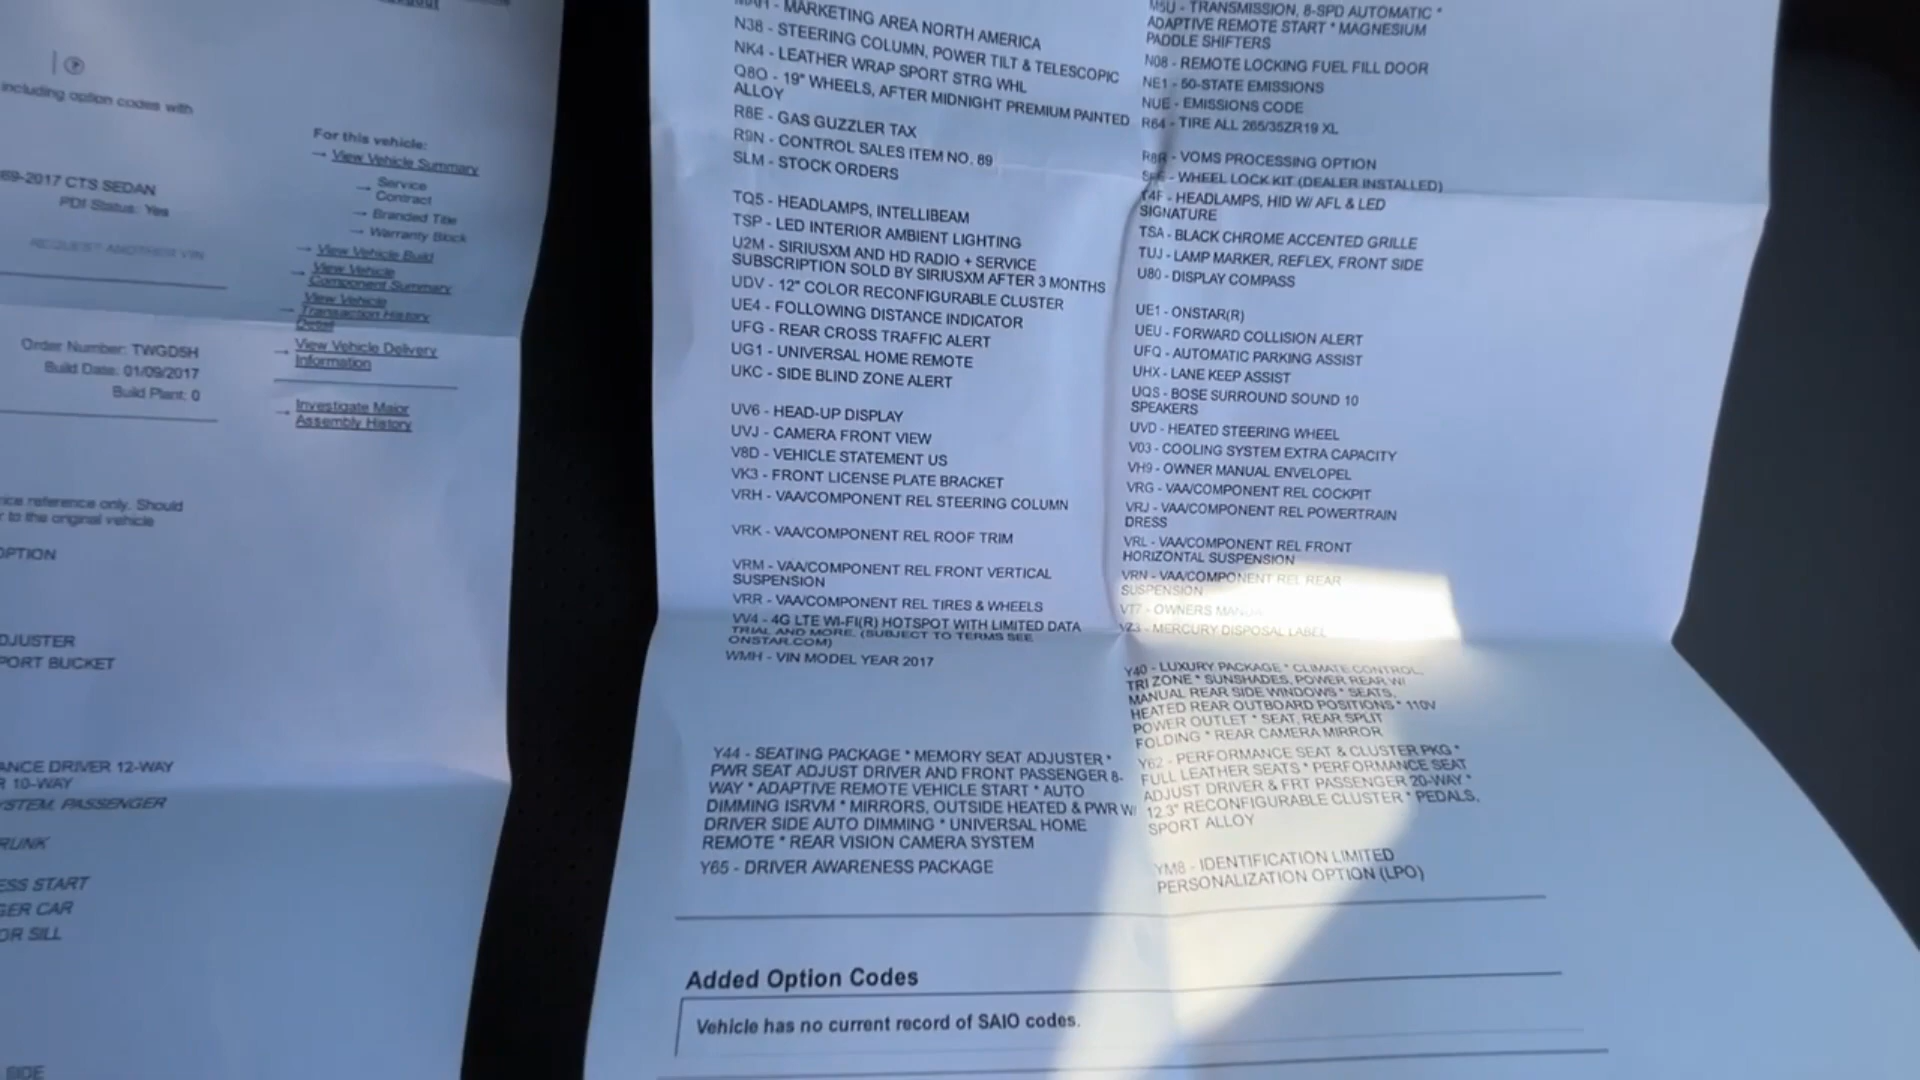 including option codes with
69-2017 CTS SEDAN
PDI Status: Yes
REQUEST ANOTHER VIN
For this vehicle:
→ View Vehicle Summary
→ Service
Contract
→ Branded Title
→ Warranty Block
→ View Vehicle Build
→ View Vehicle
Component Summary
→ View Vehicle
Transaction History
Detail
→ View Vehicle Delivery
Information
→ Investigate Major
Assembly History
Order Number: TWGD5H
Build Date: 01/09/2017
Build Plant: 0
reference only. Should
to the original vehicle
OPTION
DJUSTER
PORT BUCKET
ANCE DRIVER 12-WAY
R 10-WAY
YSTEM, PASSENGER
RUNK
ESS START
GER CAR
OR SILL
SIDE
MARKETING AREA NORTH AMERICA
N38 - STEERING COLUMN, POWER TILT & TELESCOPIC
NK4 - LEATHER WRAP SPORT STRG WHL
Q8O - 19" WHEELS, AFTER MIDNIGHT PREMIUM PAINTED
ALLOY
R8E - GAS GUZZLER TAX
R9N - CONTROL SALES ITEM NO. 89
SLM - STOCK ORDERS
TQ5 - HEADLAMPS, INTELLIBEAM
TSP - LED INTERIOR AMBIENT LIGHTING
U2M - SIRIUSXM AND HD RADIO + SERVICE
SUBSCRIPTION SOLD BY SIRIUSXM AFTER 3 MONTHS
UDV - 12" COLOR RECONFIGURABLE CLUSTER
UE4 - FOLLOWING DISTANCE INDICATOR
UFG - REAR CROSS TRAFFIC ALERT
UG1 - UNIVERSAL HOME REMOTE
UKC - SIDE BLIND ZONE ALERT
UV6 - HEAD-UP DISPLAY
UVJ - CAMERA FRONT VIEW
V8D - VEHICLE STATEMENT US
VK3 - FRONT LICENSE PLATE BRACKET
VRH - VAA/COMPONENT REL STEERING COLUMN
VRK - VAA/COMPONENT REL ROOF TRIM
VRM - VAA/COMPONENT REL FRONT VERTICAL
SUSPENSION
VRR - VAA/COMPONENT REL TIRES & WHEELS
VV4 - 4G LTE WI-FI(R) HOTSPOT WITH LIMITED DATA
TRIAL AND MORE. (SUBJECT TO TERMS SEE
ONSTAR.COM)
WMH - VIN MODEL YEAR 2017
Y44 - SEATING PACKAGE * MEMORY SEAT ADJUSTER *
PWR SEAT ADJUST DRIVER AND FRONT PASSENGER 8-
WAY * ADAPTIVE REMOTE VEHICLE START * AUTO
DIMMING ISRVM * MIRRORS, OUTSIDE HEATED & PWR W/
DRIVER SIDE AUTO DIMMING * UNIVERSAL HOME
REMOTE * REAR VISION CAMERA SYSTEM
Y65 - DRIVER AWARENESS PACKAGE
M5U - TRANSMISSION, 8-SPD AUTOMATIC *
ADAPTIVE REMOTE START * MAGNESIUM
PADDLE SHIFTERS
N08 - REMOTE LOCKING FUEL FILL DOOR
NE1 - 50-STATE EMISSIONS
NUE - EMISSIONS CODE
R64 - TIRE ALL 265/35ZR19 XL
R8R - VOMS PROCESSING OPTION
- WHEEL LOCK KIT (DEALER INSTALLED)
T4F - HEADLAMPS, HID W/ AFL & LED
SIGNATURE
TSA - BLACK CHROME ACCENTED GRILLE
TUJ - LAMP MARKER, REFLEX, FRONT SIDE
U80 - DISPLAY COMPASS
UE1 - ONSTAR(R)
UEU - FORWARD COLLISION ALERT
UFQ - AUTOMATIC PARKING ASSIST
UHX - LANE KEEP ASSIST
UQS - BOSE SURROUND SOUND 10
SPEAKERS
UVD - HEATED STEERING WHEEL
V03 - COOLING SYSTEM EXTRA CAPACITY
VH9 - OWNER MANUAL ENVELOPEL
VRG - VAA/COMPONENT REL COCKPIT
VRJ - VAA/COMPONENT REL POWERTRAIN
DRESS
VRL - VAA/COMPONENT REL FRONT
HORIZONTAL SUSPENSION
VRN - VAA/COMPONENT REL REAR
SUSPENSION
VT7 - OWNERS MANUAL
VZ3 - MERCURY DISPOSAL LABEL
Y40 - LUXURY PACKAGE * CLIMATE CONTROL,
TRI ZONE * SUNSHADES, POWER REAR W/
MANUAL REAR SIDE WINDOWS * SEATS,
HEATED REAR OUTBOARD POSITIONS * 110V
POWER OUTLET * SEAT, REAR SPLIT
FOLDING * REAR CAMERA MIRROR
Y62 - PERFORMANCE SEAT & CLUSTER PKG *
FULL LEATHER SEATS * PERFORMANCE SEAT
ADJUST DRIVER & FRT PASSENGER 20-WAY *
12.3" RECONFIGURABLE CLUSTER * PEDALS,
SPORT ALLOY
YM8 - IDENTIFICATION LIMITED
PERSONALIZATION OPTION (LPO)
Added Option Codes
Vehicle has no current record of SAIO codes.